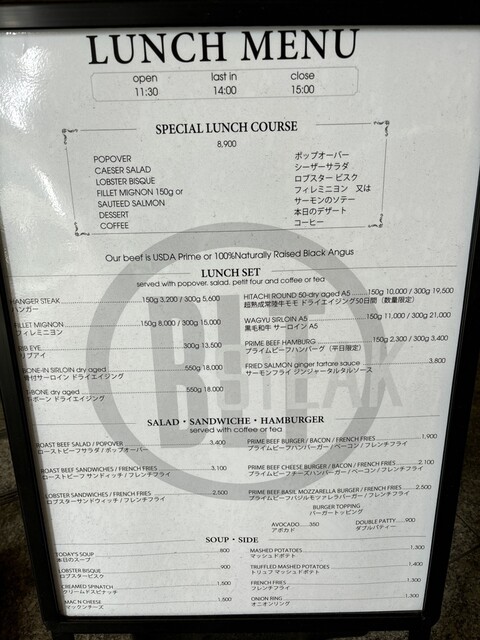 LUNCH MENU
open last in close
11:30 14:00 15:00
SPECIAL LUNCH COURSE
8.900
POPOVER ポップオーバー
CAESER SALAD シーザーサラダ
LOBSTER BISQUE ロブスター ビスク
FILLET MIGNON 150g or フィレミニヨン 又は
SAUTEED SALMON サーモンのソテー
DESSERT 本日のデザート
COFFEE コーヒー
Our beef is USDA Prime or 100%Naturally Raised Black Angus
LUNCH SET
served with popover, salad, petit four and coffee or tea
HANGER STEAK 150g 3,200 / 300g 5,600
ハンガー
FILLET MIGNON 150g 8,000 / 300g 15,000
フィレミニヨン
RIB EYE 300g 13,500
リブアイ
BONE-IN SIRLOIN dry aged 550g 18.000
骨付サーロイン ドライエイジング
T-BONE dry aged 550g 18.000
ボーン ドライエイジング
HITACHI ROUND 50-dry aged A5 150g 10,000 / 300g 19,500
超熟成常陸牛モモ ドライエイジング50日間(数量限定)
WAGYU SIRLOIN A5 150g 11,000 / 300g 21,000
黒毛和牛 サーロイン A5
PRIME BEEF HAMBURG 150g 2,300 / 300g 3,400
プライムビーフハンバーグ(平日限定)
FRIED SALMON ginger tartare sauce 3,800
サーモンフライ ジンジャータルタルソース
SALAD・SANDWICHE・HAMBURGER
served with coffee or tea
ROAST BEEF SALAD / POPOVER 3,400
ローストビーフサラダ / ポップオーバー
ROAST BEEF SANDWICHES / FRENCH FRIES 3,100
ローストビーフ サンドィッチ / フレンチフライ
LOBSTER SANDWICHES / FRENCH FRIES 2,500
ロブスターサンドウィッチ / フレンチフライ
PRIME BEEF BURGER / BACON / FRENCH FRIES 1,900
プライムビーフハンバーガー / ベーコン / フレンチフライ
PRIME BEEF CHEESE BURGER / BACON / FRENCH FRIES 2,100
プライムビーフチーズハンバーガー / ベーコン / フレンチフライ
PRIME BEEF BASIL MOZZARELLA BURGER / FRENCH FRIES 2,500
プライムビーフバジルモツァレラバーガー / フレンチフライ
BURGER TOPPING
バーガートッピング
AVOCADO 350 DOUBLE PATTY 900
アボカド ダブルパティー
SOUP・SIDE
TODAY'S SOUP 800
本日のスープ
LOBSTER BISQUE 900
ロブスタービスク
CREAMED SPINATCH 1,500
クリームドスピナッチ
MAC N CHEESE 1,500
マックンチーズ
MASHED POTATOES 1,300
マッシュドポテト
TRUFFLED MASHED POTATOES 1,400
トリュフ マッシュドポテト
FRENCH FRIES 1,300
フレンチフライ
ONION RING 1,300
オニオンリング